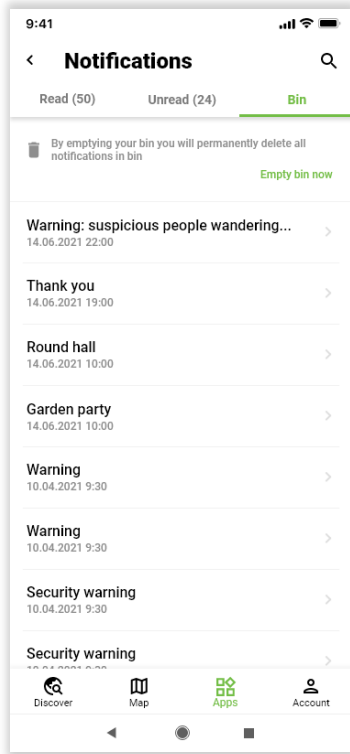 9:41
Notifications
Read (50)
Unread (24)
Bin
By emptying your bin you will permanently delete all
notifications in bin
Empty bin now
Warning: suspicious people wandering...
14.06.2021 22:00
Thank you
14.06.2021 19:00
Round hall
14.06.2021 10:00
Garden party
14.06.2021 10:00
Warning
10.04.2021 9:30
Warning
10.04.2021 9:30
Security warning
10.04.2021 9:30
Security warning
Discover
Map
Apps
Account